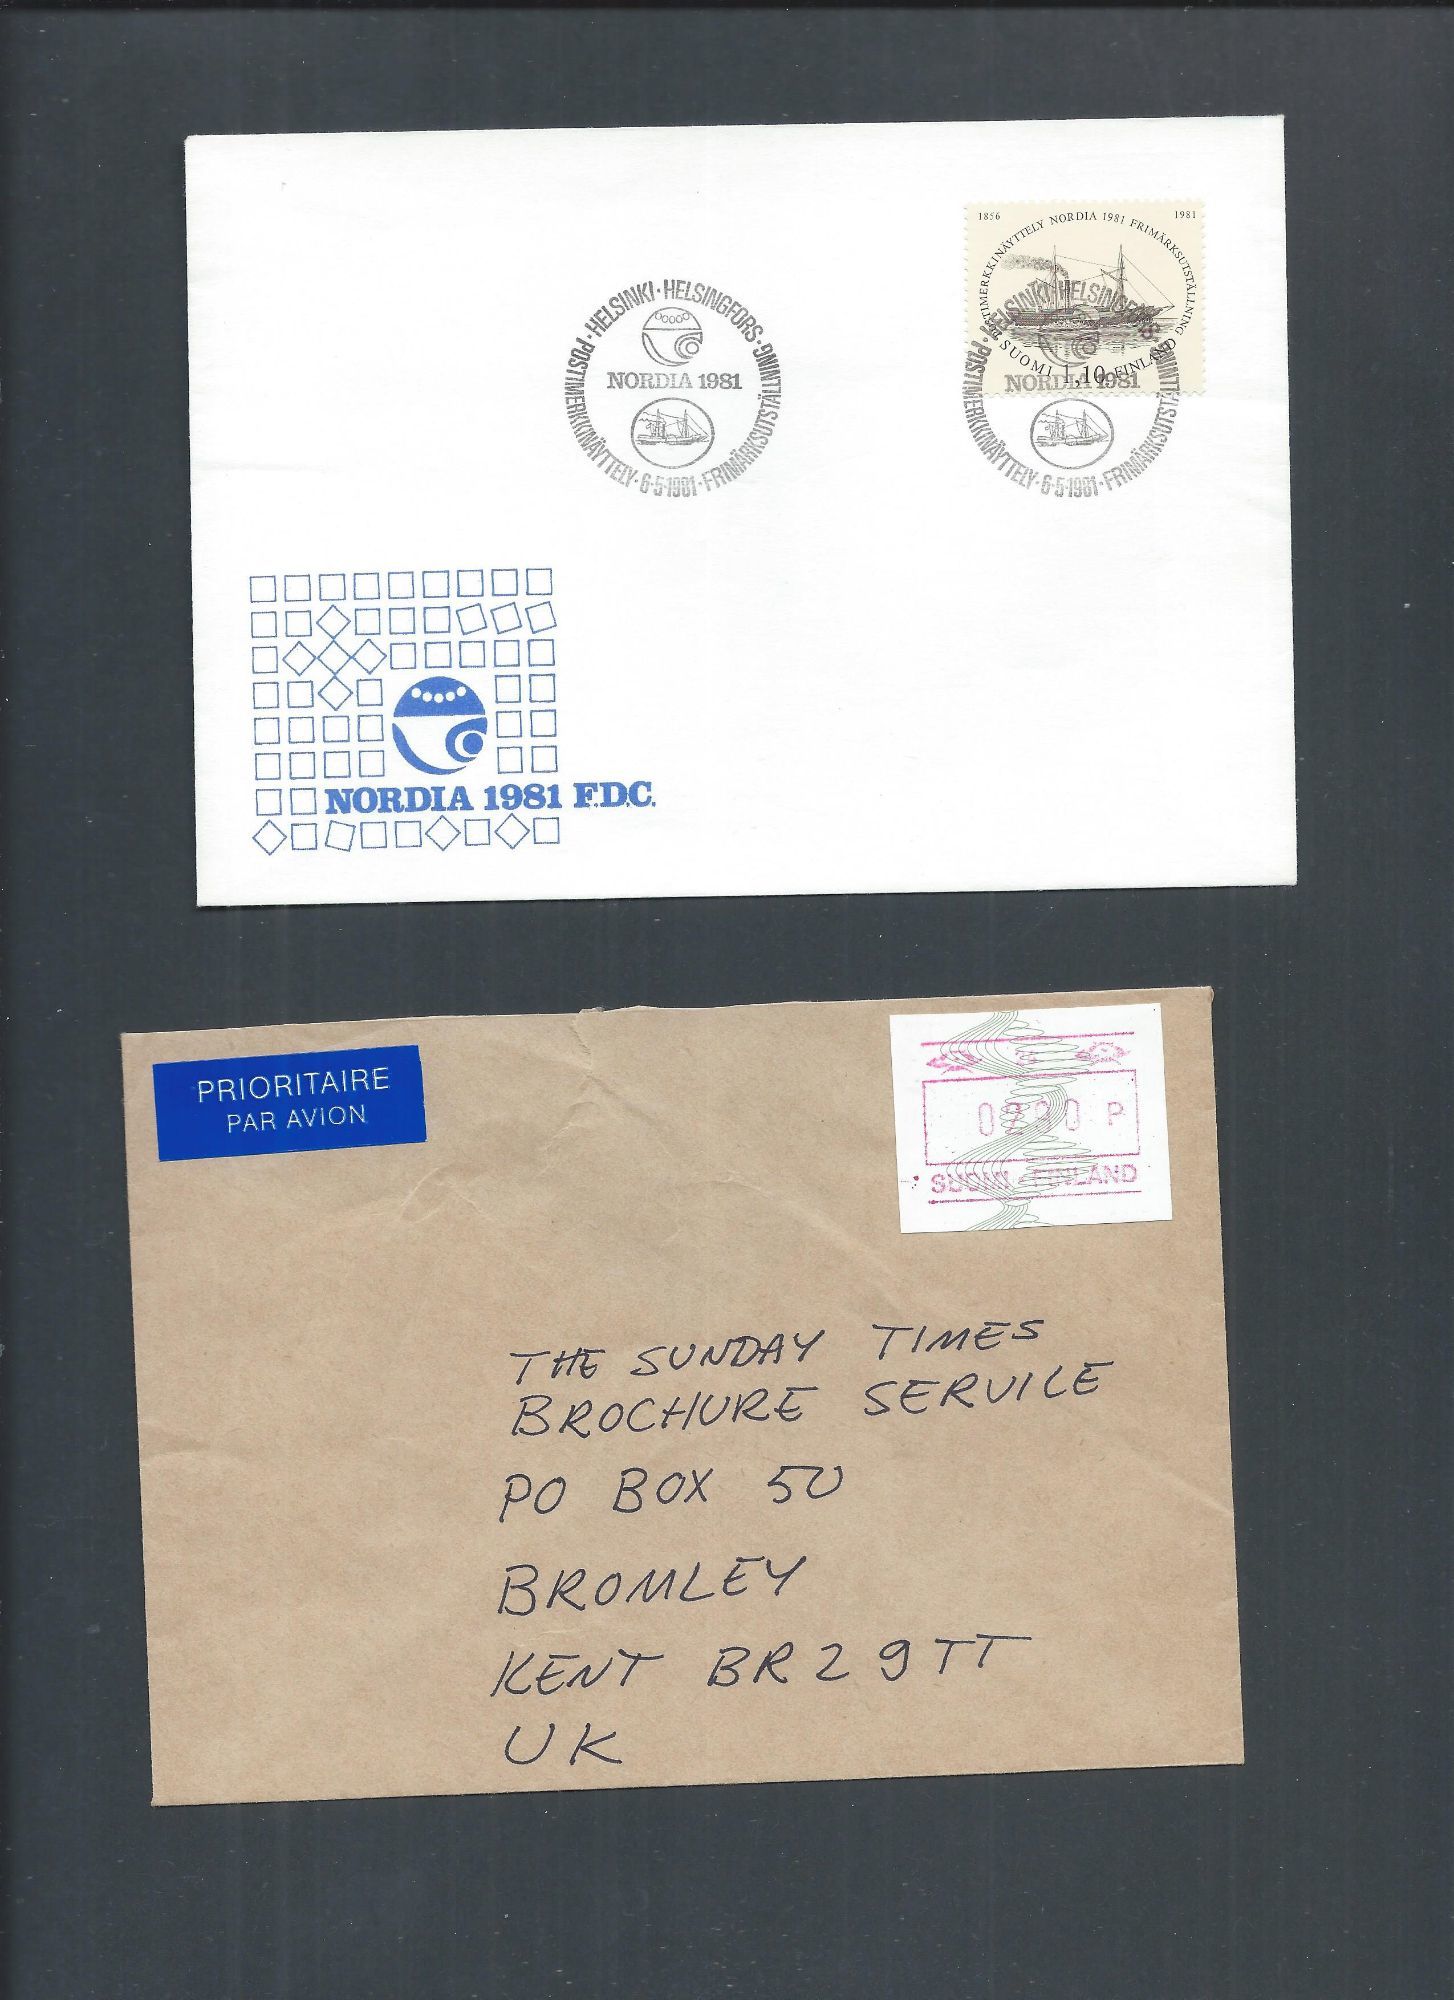 1856 1981
POSTIMERKKINÄYTTELY NORDIA 1981 FRIMÄRKSUTSTÄLLNING
SUOMI 1,10 FINLAND
POSTIMERKKINÄYTTELY · HELSINKI · HELSINGFORS · FRIMÄRKSUTSTÄLLNING · 6·5·1981
NORDIA 1981
POSTIMERKKINÄYTTELY · HELSINKI · HELSINGFORS · FRIMÄRKSUTSTÄLLNING · 6·5·1981
NORDIA 1981
NORDIA 1981 F.D.C.
PRIORITAIRE
PAR AVION
P
SUOMI FINLAND
THE SUNDAY TIMES
BROCHURE SERVICE
PO BOX 50
BROMLEY
KENT BR2 9TT
UK